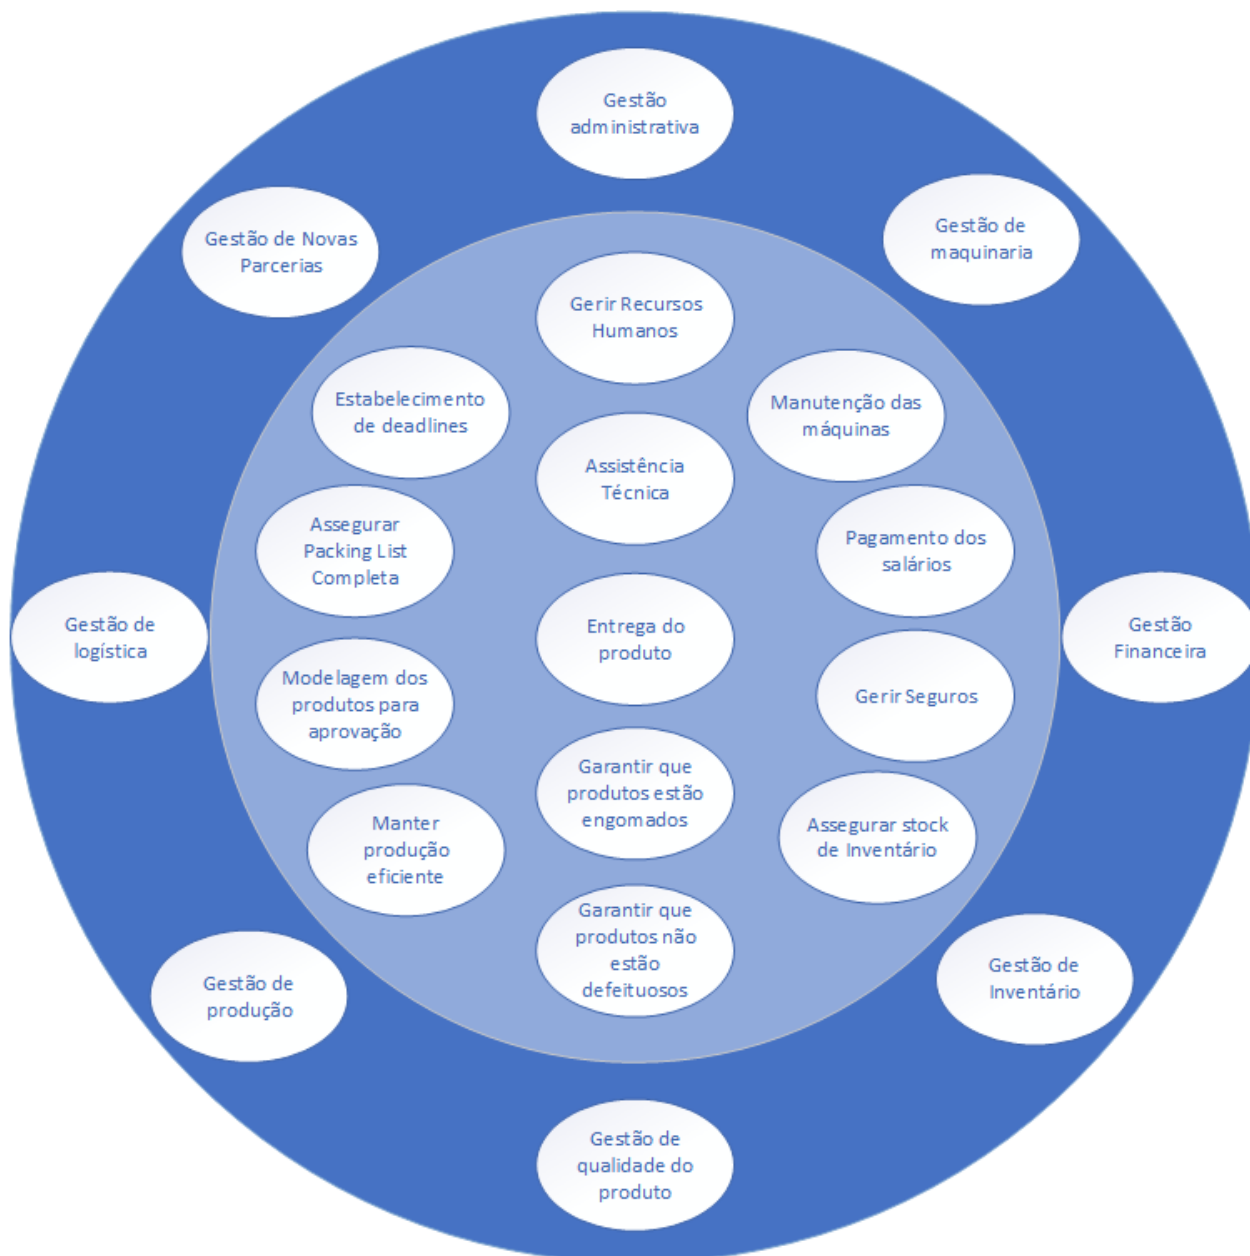 Gestão
administrativa
Gestão de Novas
Parcerias
Gestão de
maquinaria
Gerir Recursos
Humanos
Estabelecimento
de deadlines
Manutenção das
máquinas
Assistência
Técnica
Assegurar
Packing List
Completa
Pagamento dos
salários
Gestão de
logística
Entrega do
produto
Gestão
Financeira
Modelagem dos
produtos para
aprovação
Gerir Seguros
Garantir que
produtos estão
engomados
Manter
produção
eficiente
Assegurar stock
de Inventário
Garantir que
produtos não
estão
defeituosos
Gestão de
produção
Gestão de
Inventário
Gestão de
qualidade do
produto